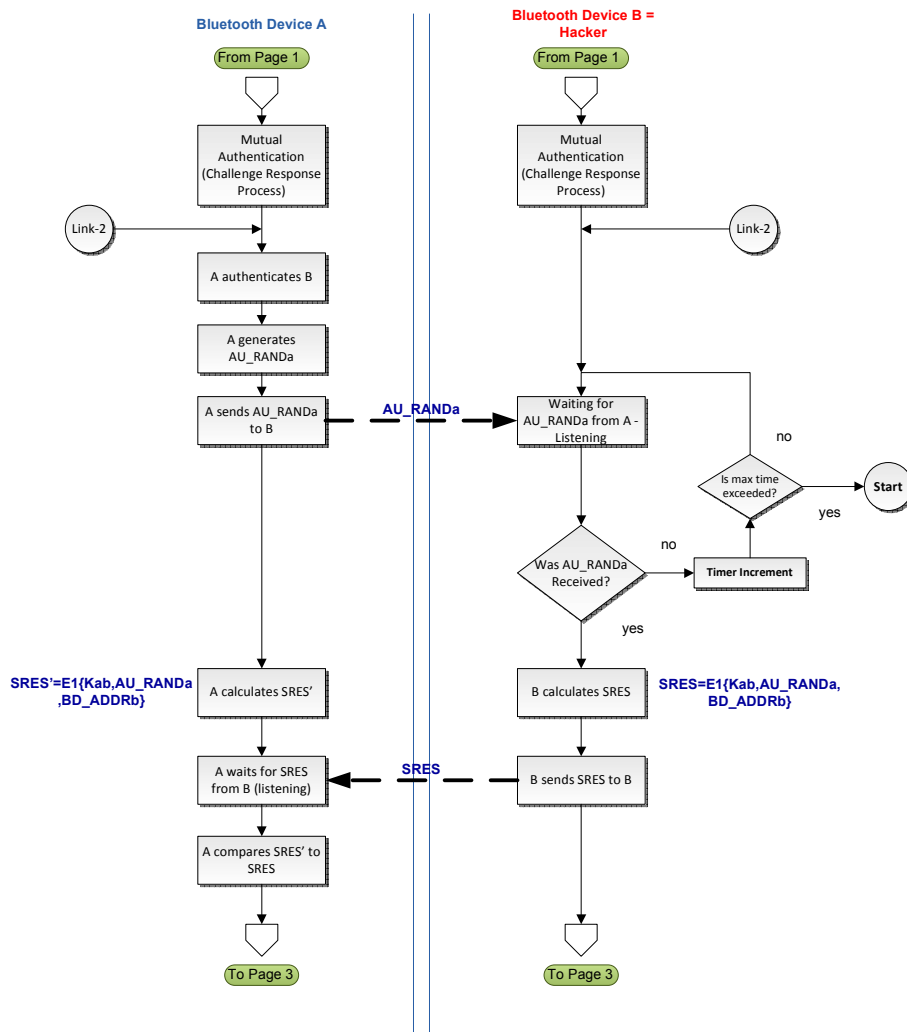 Bluetooth Device A
Bluetooth Device B =
Hacker
From Page 1
From Page 1
Mutual
Authentication
(Challenge Response
Process)
Mutual
Authentication
(Challenge Response
Process)
Link-2
Link-2
A authenticates B
A generates
AU_RANDa
A sends AU_RANDa
to B
AU_RANDa
Waiting for
AU_RANDa from A -
Listening
no
Is max time
exceeded?
Start
yes
Was AU_RANDa
Received?
no
Timer Increment
yes
SRES'=E1{Kab,AU_RANDa
,BD_ADDRb}
A calculates SRES'
B calculates SRES
SRES=E1{Kab,AU_RANDa,
BD_ADDRb}
A waits for SRES
from B (listening)
SRES
B sends SRES to B
A compares SRES' to
SRES
To Page 3
To Page 3